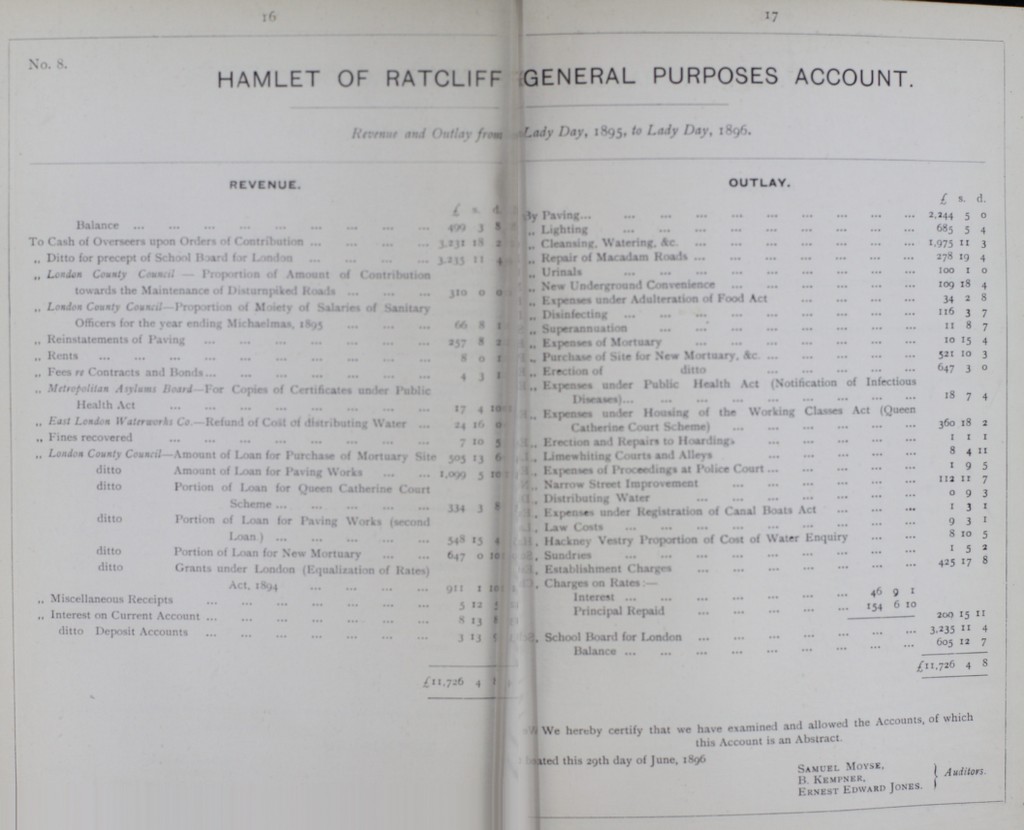 16
No. 8.
HAMLET OF RATCLIFF
Revenue and Outlay from
REVENUE.
£ s. d.
Balance ... 499 3 8
To Cash of Overseers upon Orders of Contribution ... 3,231 18 2
„ Ditto for precept of School Board for London ... 3,235 11 4
„ London County Council — Proportion of Amount of Contribution
towards the Maintenance of Disturnpiked Roads ... 310 0 0
„ London County Council—Proportion of Moiety of Salaries of Sanitary
Officers for the year ending Michaelmas, 1895 ... 66 8 2
„ Reinstatements of Paving ... 257 8 2
„ Rents ... 8 0 1
„ Fees re Contracts and Bonds ... 4 3 1
„ Metropolitan Asylums Board—For Copies of Certificates under Public
Health Act ... 17 4 10
„ East London Waterworks Co.—Refund of Cost of distributing Water ... 24 16 0
„ Fines recovered ... 7 10 5
„ London County Council—Amount of Loan for Purchase of Mortuary Site 505 13 6
ditto Amount of Loan for Paving Works ... 1,099 5 10
ditto Portion of Loan for Queen Catherine Court
Scheme ... 334 3 8
ditto Portion of Loan for Paving Works (second
Loan) ... 548 15 4
ditto Portion of Loan for New Mortuary ... 647 0 10
ditto Grants under London (Equalization of Rates)
Act, 1894 ... 911 1 10
„ Miscellaneous Receipts ... 5 12 5
„ Interest on Current Account ... 8 13 8
ditto Deposit Accounts ... 3 13
£11,726 4 8
17
GENERAL PURPOSES ACCOUNT.
Lady Day, 1895, to Lady Day, 1896.
OUTLAY.
£ s. d.
By Paving ... 2,244 5 0
„ Lighting ... 685 5 4
„ Cleansing, Watering, &c. ... 1,975 11 3
„ Repair of Macadam Roads ... 278 19 4
„ Urinals ... 100 1 0
„ New Underground Convenience ... 109 18 4
„ Expenses under Adulteration of Food Act ... 34 2 8
„ Disinfecting ... 116 3 7
„ Superannuation ... 11 8 7
„ Expenses of Mortuary ... 10 15 4
„ Purchase of Site for New Mortuary, &c. ... 521 10 3
„ Erection of ditto ... 647 3 0
„ Expenses under Public Health Act (Notification of Infectious
Diseases) ... 18 7 4
„ Expenses under Housing of the Working Classes Act (Queen
Catherine Court Scheme) ... 360 18 2
„ Erection and Repairs to Hoardings ... 1 1 1
„ Limewhiting Courts and Alleys ... 8 4 11
„ Expenses of Proceedings at Police Court ... 1 9 5
„ Narrow Street Improvement ... 112 11 7
„ Distributing Water ... 0 9 3
„ Expenses under Registration of Canal Boats Act ... 1 3 1
„ Law Costs ... 9 3 1
„ Hackney Vestry Proportion of Cost of Water Enquiry ... 8 10 5
„ Sundries ... 1 5 2
„ Establishment Charges ... 425 17 8
„ Charges on Rates :—
Interest ... 46 9 1
Principal Repaid ... 154 6 10
200 15 11
„ School Board for London ... 3,235 11 4
Balance ... 605 12 7
£11,726 4 8
We hereby certify that we have examined and allowed the Accounts, of which
this Account is an Abstract.
Dated this 29th day of June, 1896
SAMUEL MOYSE,
B. KEMPNER,
ERNEST EDWARD JONES.
Auditors.